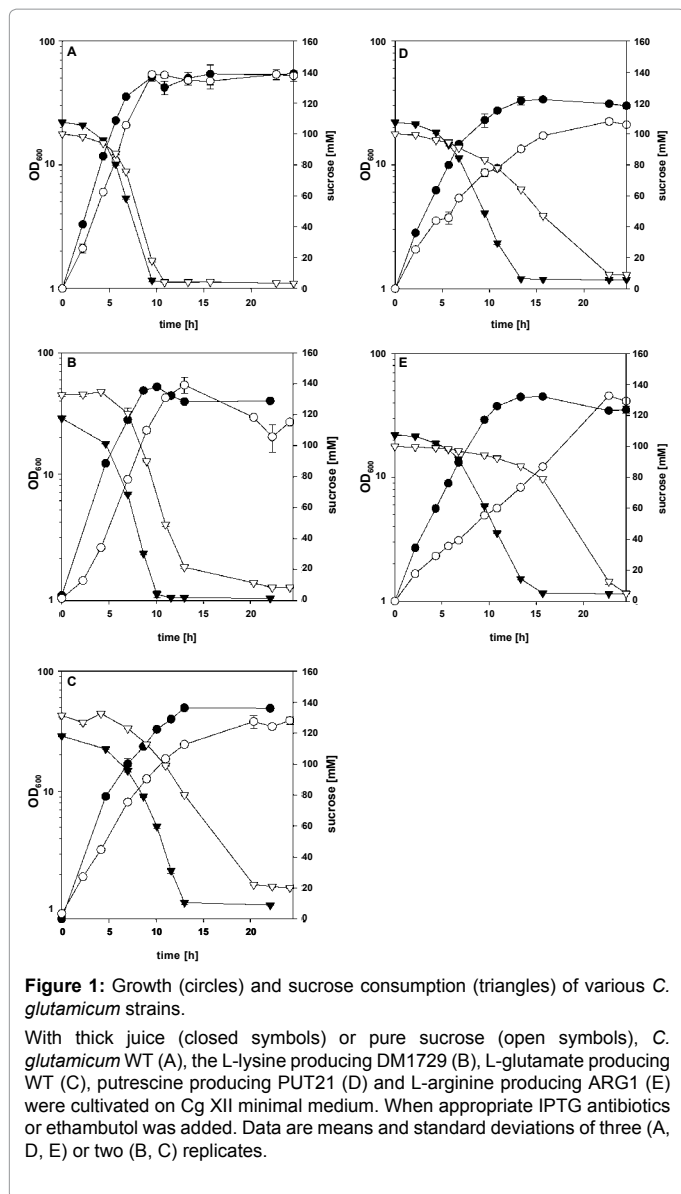 A
100
10
1
OD600
160
140
120
100
80
60
40
20
0
sucrose [mM]
0 5 10 15 20
time [h]
D
100
10
1
OD600
160
140
120
100
80
60
40
20
0
sucrose [mM]
0 5 10 15 20
time [h]
B
100
10
1
OD600
160
140
120
100
80
60
40
20
0
sucrose [mM]
0 5 10 15 20
time [h]
E
100
10
1
OD600
160
140
120
100
80
60
40
20
0
sucrose [mM]
0 5 10 15 20
time [h]
C
100
10
1
OD600
160
140
120
100
80
60
40
20
0
sucrose [mM]
0 5 10 20 20
time [h]
Figure 1: Growth (circles) and sucrose consumption (triangles) of various C.
glutamicum strains.
With thick juice (closed symbols) or pure sucrose (open symbols), C.
glutamicum WT (A), the L-lysine producing DM1729 (B), L-glutamate producing
WT (C), putrescine producing PUT21 (D) and L-arginine producing ARG1 (E)
were cultivated on Cg XII minimal medium. When appropriate IPTG antibiotics
or ethambutol was added. Data are means and standard deviations of three (A,
D, E) or two (B, C) replicates.